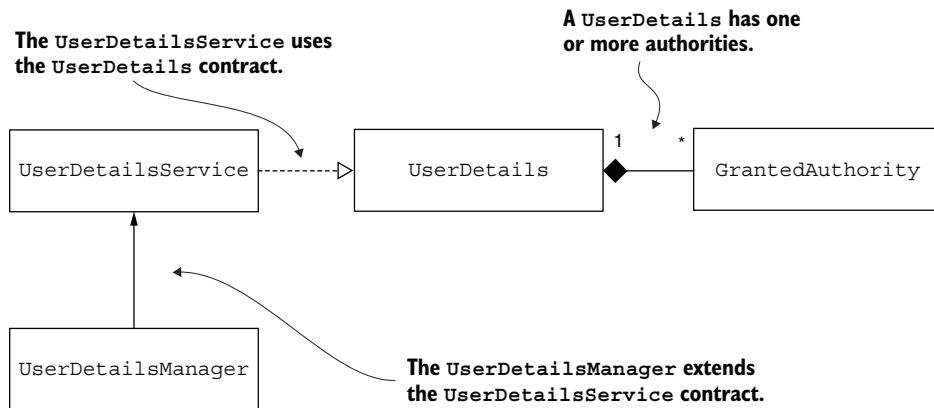 A UserDetails has one
or more authorities.
The UserDetailsService uses
the UserDetails contract.
1
*
UserDetailsService
UserDetails
GrantedAuthority
UserDetailsManager
The UserDetailsManager extends
the UserDetailsService contract.